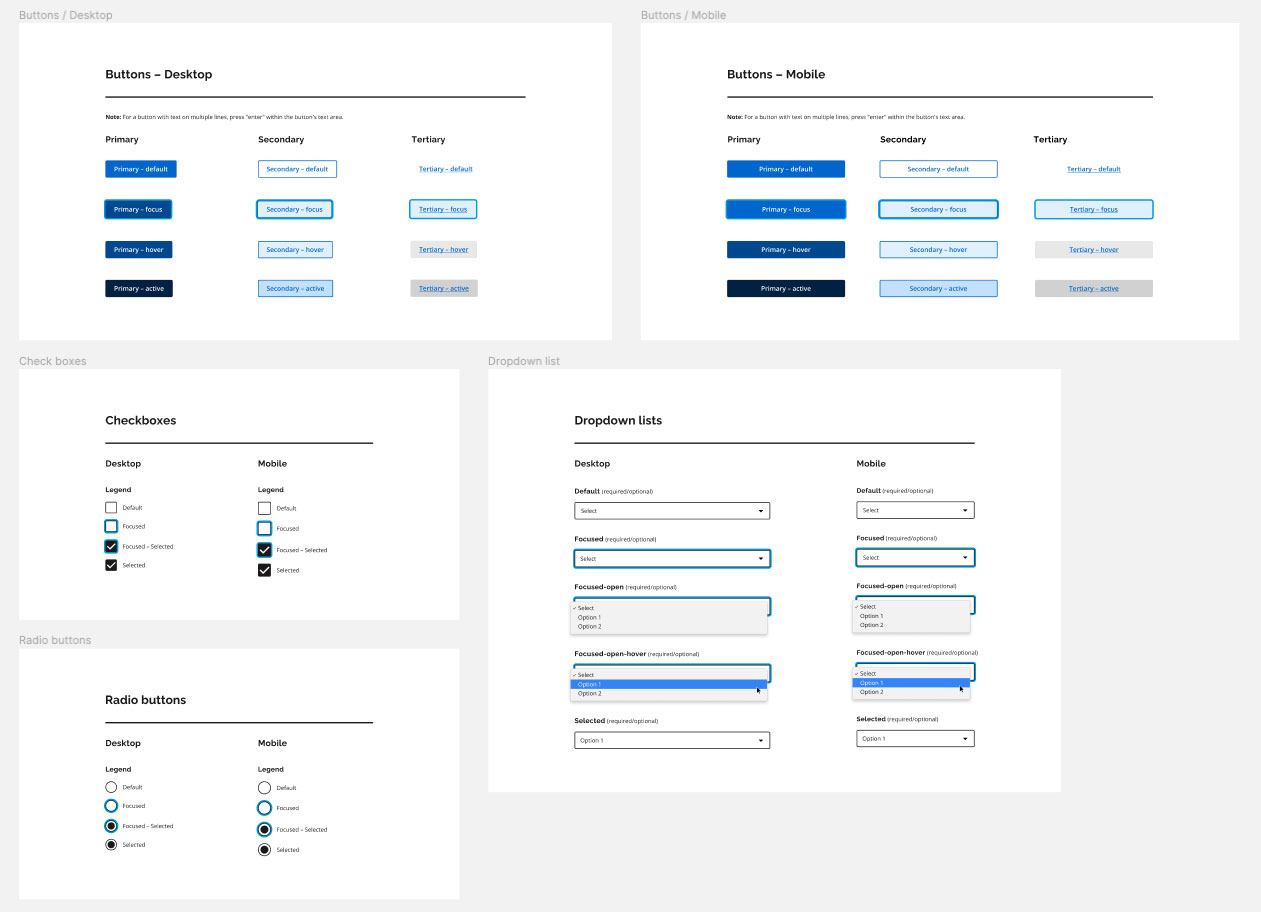 Buttons / Desktop
Buttons – Desktop
Note: For a button with text on multiple lines, press "enter" within the button's text area.
Primary Secondary Tertiary
Primary – default Secondary – default Tertiary – default
Primary – focus Secondary – focus Tertiary – focus
Primary – hover Secondary – hover Tertiary – hover
Primary – active Secondary – active Tertiary – active
Buttons / Mobile
Buttons – Mobile
Note: For a button with text on multiple lines, press "enter" within the button's text area.
Primary Secondary Tertiary
Primary – default Secondary – default Tertiary – default
Primary – focus Secondary – focus Tertiary – focus
Primary – hover Secondary – hover Tertiary – hover
Primary – active Secondary – active Tertiary – active
Check boxes
Checkboxes
Desktop Mobile
Legend Legend
Default Default
Focused Focused
Focused – Selected Focused – Selected
Selected Selected
Dropdown list
Dropdown lists
Desktop Mobile
Default (required/optional) Default (required/optional)
Select Select
Focused (required/optional) Focused (required/optional)
Select Select
Focused-open (required/optional) Focused-open (required/optional)
Select Select
Option 1 Option 1
Option 2 Option 2
Focused-open-hover (required/optional) Focused-open-hover (required/optional)
Select Select
Option 1 Option 1
Option 2 Option 2
Selected (required/optional) Selected (required/optional)
Option 1 Option 1
Radio buttons
Radio buttons
Desktop Mobile
Legend Legend
Default Default
Focused Focused
Focused – Selected Focused – Selected
Selected Selected